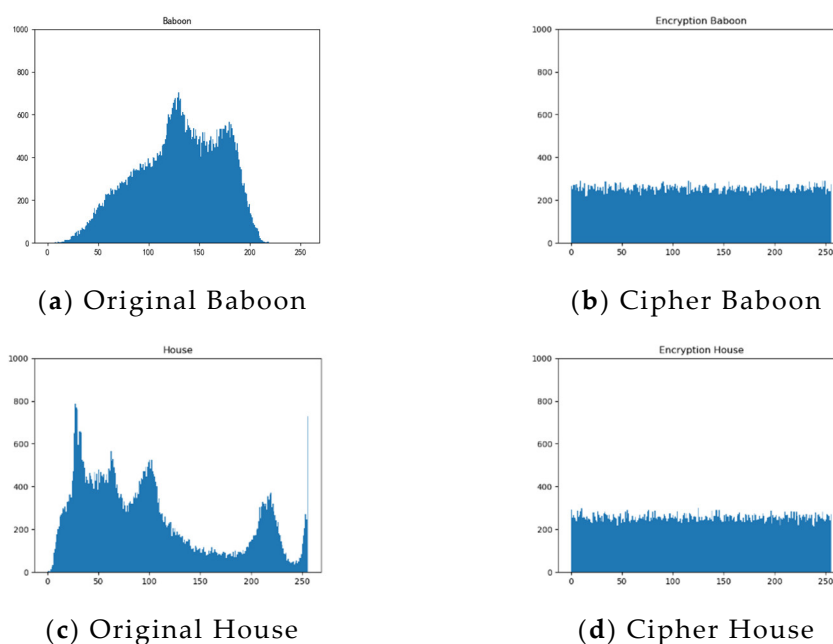 Baboon
1000
800
600
400
200
0
0 50 100 150 200 250
(a) Original Baboon
Encryption Baboon
1000
800
600
400
200
0
0 50 100 150 200 250
(b) Cipher Baboon
House
1000
800
600
400
200
0
0 50 100 150 200 250
(c) Original House
Encryption House
1000
800
600
400
200
0
0 50 100 150 200 250
(d) Cipher House